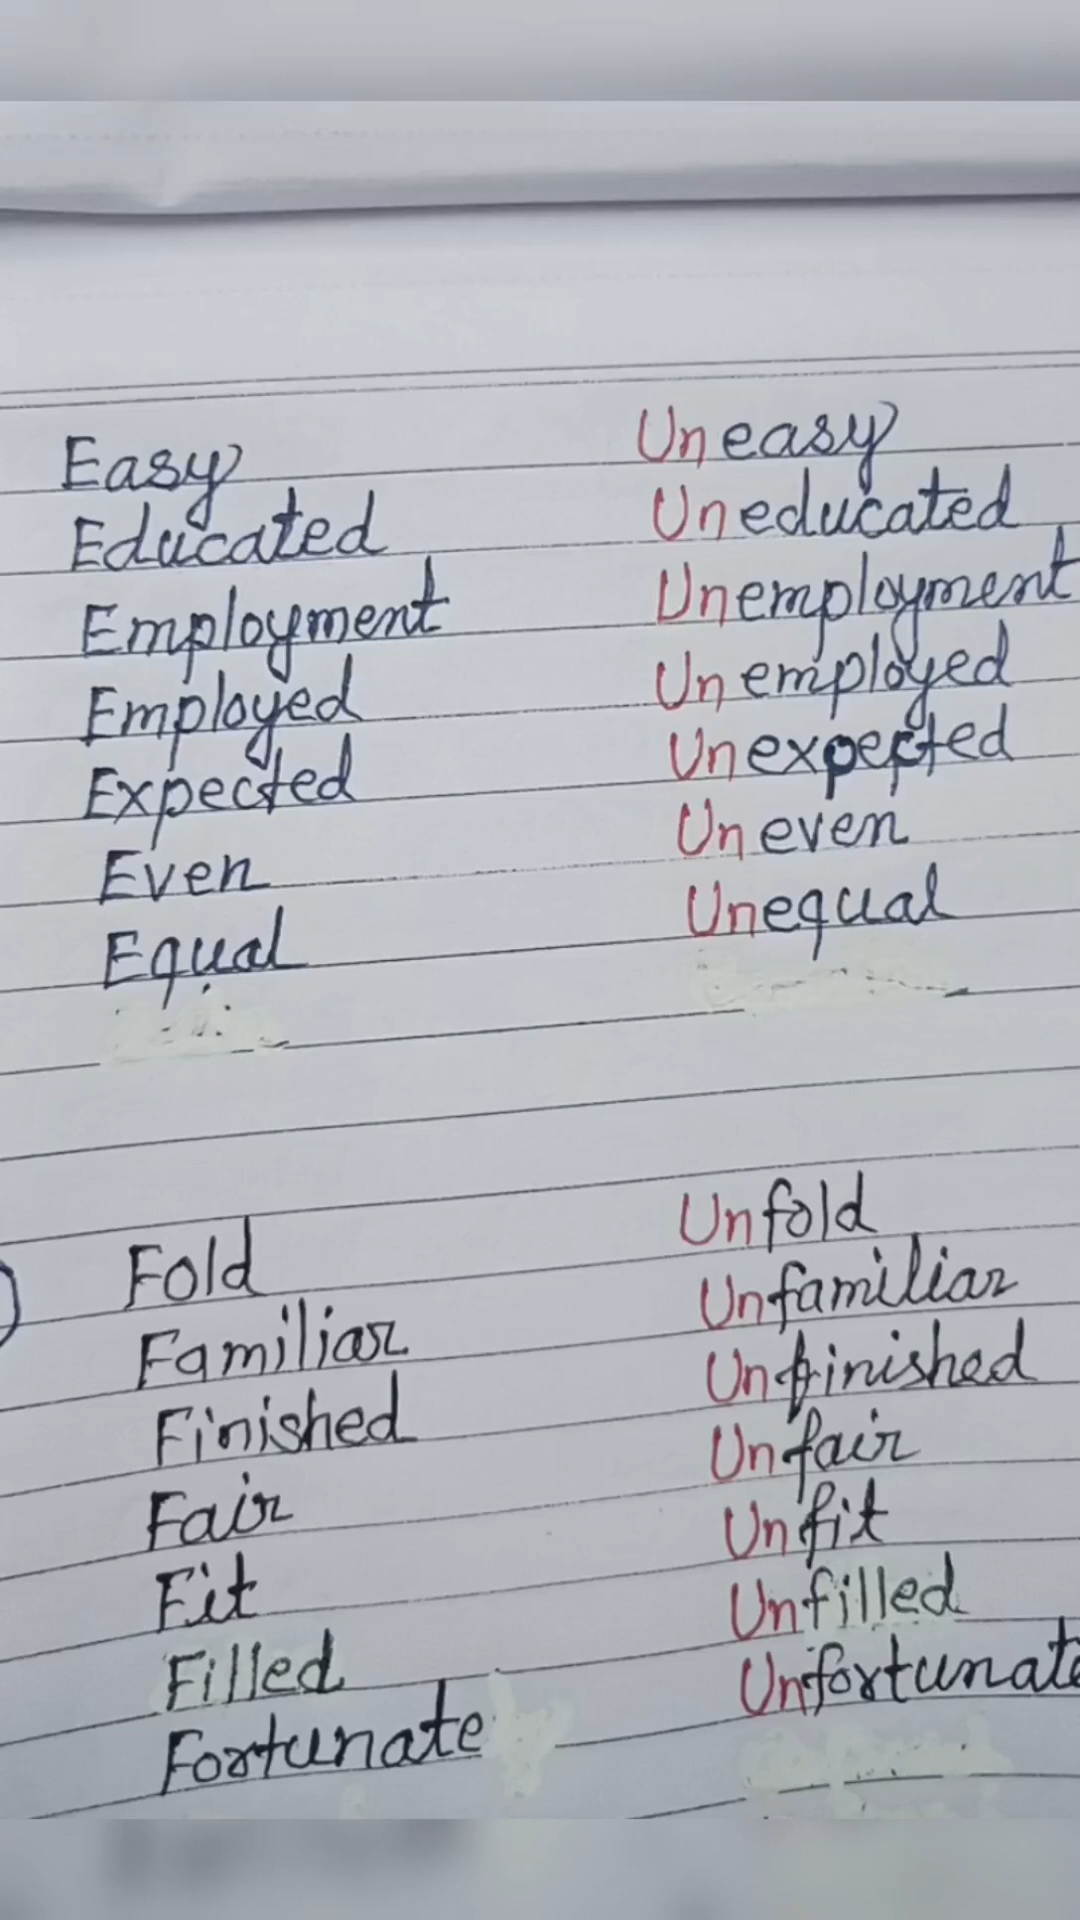 Easy Uneasy
Educated Uneducated
Employment Unemployment
Employed Unemployed
Expected Unexpected
Even Uneven
Equal Unequal
Fold Unfold
Familiar Unfamiliar
Finished Unfinished
Fair Unfair
Fit Unfit
Filled Unfilled
Fortunate Unfortunate